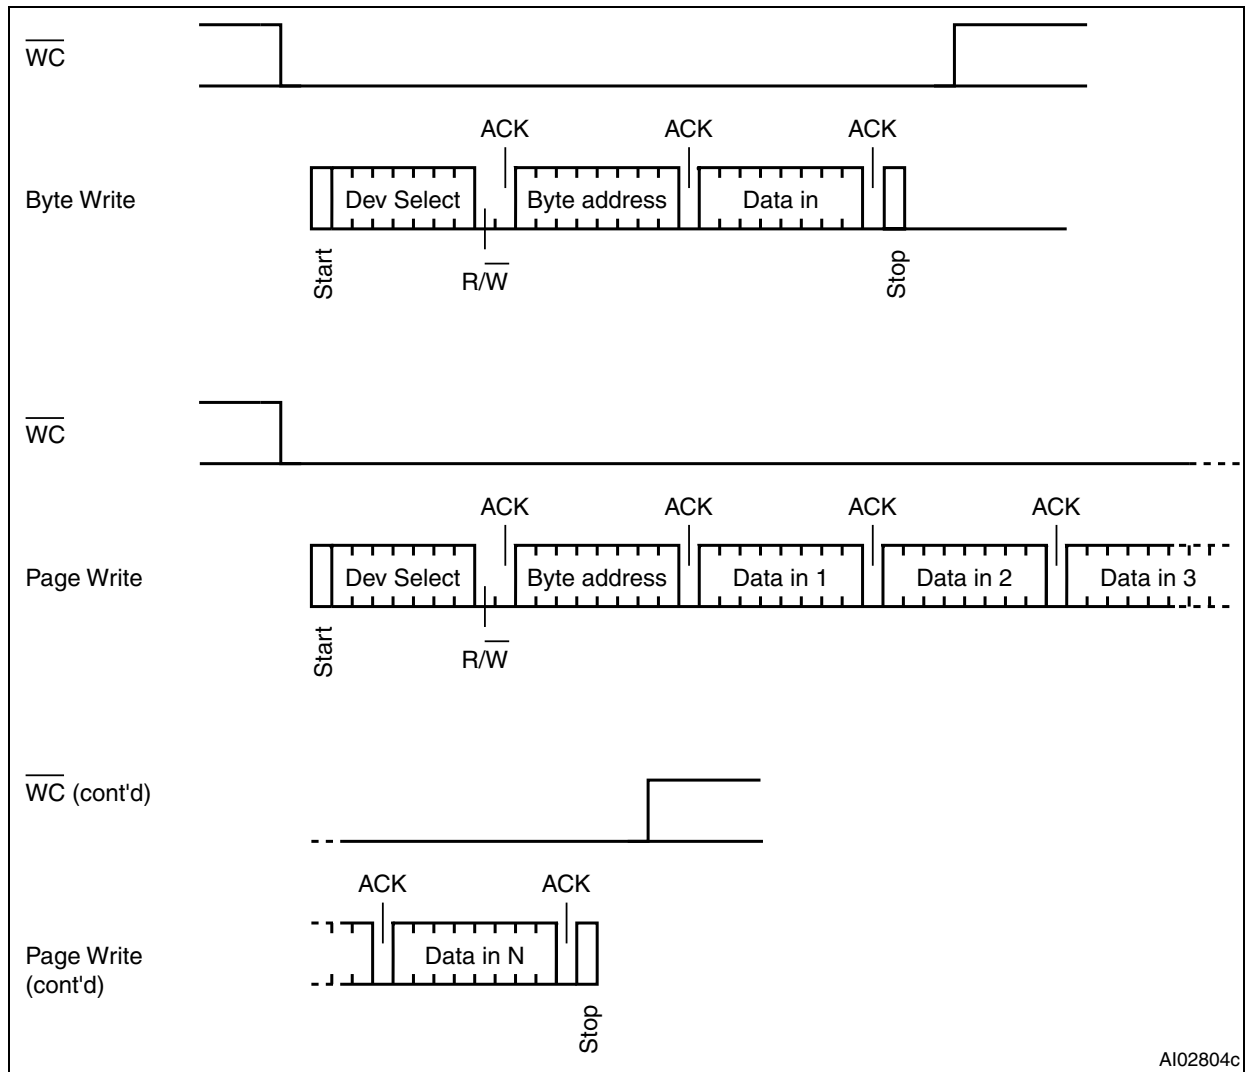 WC
ACK ACK ACK
Byte Write Dev Select Byte address Data in
Start R/W Stop
WC
ACK ACK ACK ACK
Page Write Dev Select Byte address Data in 1 Data in 2 Data in 3
Start R/W
WC (cont'd)
ACK ACK
Page Write Data in N
(cont'd)
Stop
AI02804c